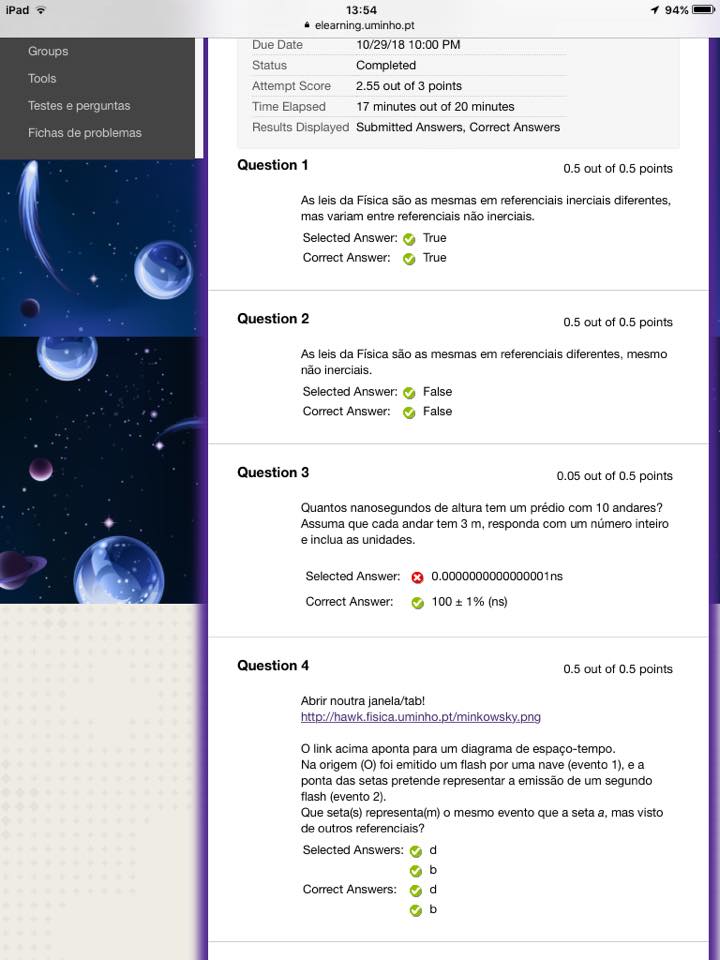 iPad
13:54
94%
elearning.uminho.pt
Groups
Tools
Testes e perguntas
Fichas de problemas
Due Date 10/29/18 10:00 PM
Status Completed
Attempt Score 2.55 out of 3 points
Time Elapsed 17 minutes out of 20 minutes
Results Displayed Submitted Answers, Correct Answers
Question 1 0.5 out of 0.5 points
As leis da Física são as mesmas em referenciais inerciais diferentes,
mas variam entre referenciais não inerciais.
Selected Answer: True
Correct Answer: True
Question 2 0.5 out of 0.5 points
As leis da Física são as mesmas em referenciais diferentes, mesmo
não inerciais.
Selected Answer: False
Correct Answer: False
Question 3 0.05 out of 0.5 points
Quantos nanosegundos de altura tem um prédio com 10 andares?
Assuma que cada andar tem 3 m, responda com um número inteiro
e inclua as unidades.
Selected Answer: 0.0000000000000001ns
Correct Answer: 100 ± 1% (ns)
Question 4 0.5 out of 0.5 points
Abrir noutra janela/tab!
http://hawk.fisica.uminho.pt/minkowsky.png
O link acima aponta para um diagrama de espaço-tempo.
Na origem (O) foi emitido um flash por uma nave (evento 1), e a
ponta das setas pretende representar a emissão de um segundo
flash (evento 2).
Que seta(s) representa(m) o mesmo evento que a seta a, mas visto
de outros referenciais?
Selected Answers: d
b
Correct Answers: d
b